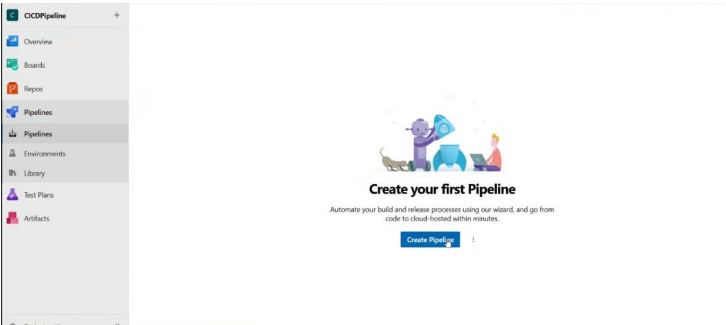 C CICDPipeline +
Overview
Boards
Repos
Pipelines
Pipelines
Environments
Library
Test Plans
Artifacts
Create your first Pipeline
Automate your build and release processes using our wizard, and go from
code to cloud-hosted within minutes.
Create Pipeline